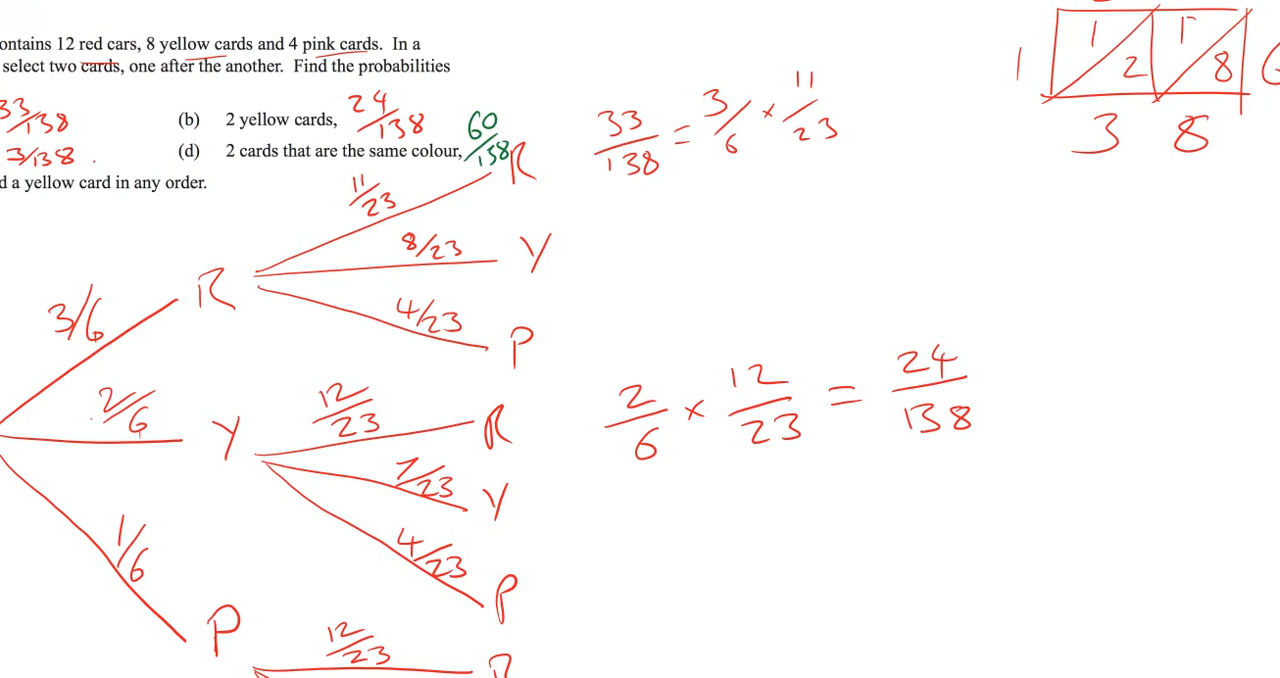 ontains 12 red cars, 8 yellow cards and 4 pink cards. In a
select two cards, one after the another. Find the probabilities
33/138 (b) 2 yellow cards, 24/138
3/138 . (d) 2 cards that are the same colour, 60/138
d a yellow card in any order.
33/138 = 3/6 × 11/23
1 1 2 1 8
3 8
11/23 R
8/23 Y
3/6 R
4/23 P
2/6 Y
12/23 R
7/23 Y
4/23 P
2/6 × 12/23 = 24/138
1/6 P
12/23